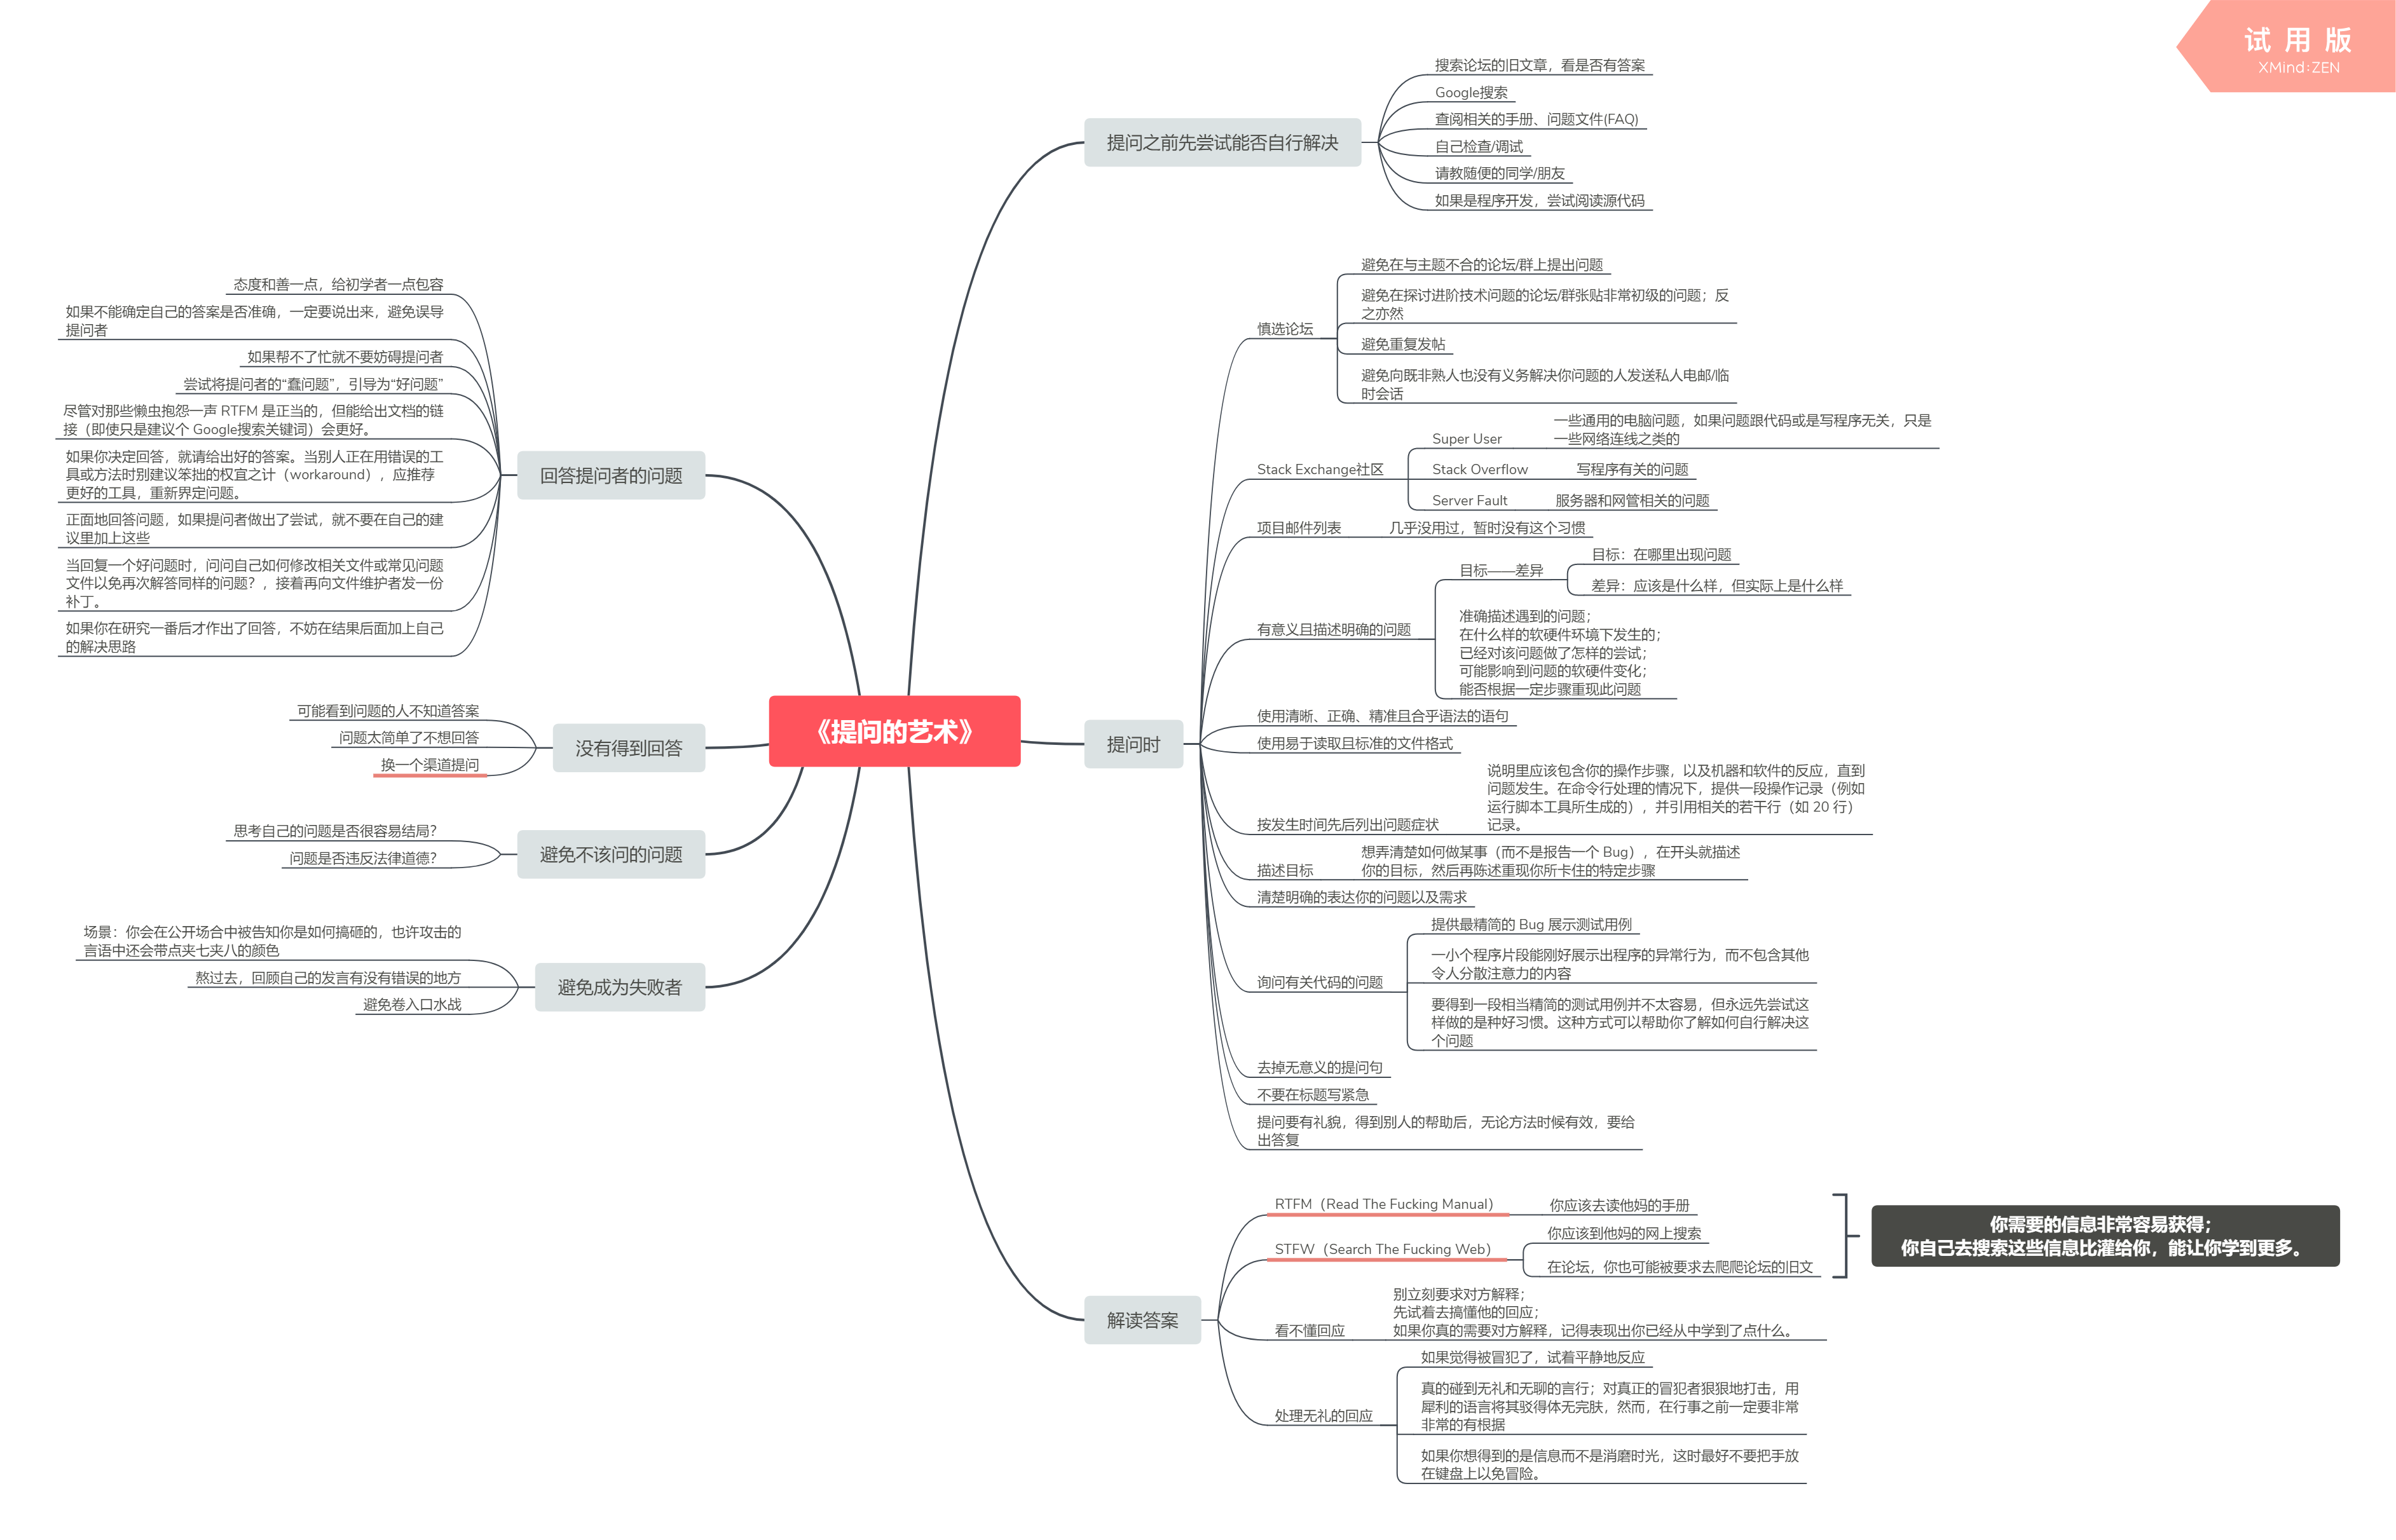 试用版
XMind:ZEN
《提问的艺术》
提问之前先尝试能否自行解决
搜索论坛的旧文章，看是否有答案
Google搜索
查阅相关的手册、问题文件(FAQ)
自己检查/调试
请教随便的同学/朋友
如果是程序开发，尝试阅读源代码
提问时
慎选论坛
避免在与主题不合的论坛/群上提出问题
避免在探讨进阶技术问题的论坛/群张贴非常初级的问题；反
之亦然
避免重复发帖
避免向既非熟人也没有义务解决你问题的人发送私人电邮/临
时会话
Stack Exchange社区
Super User
一些通用的电脑问题，如果问题跟代码或是写程序无关，只是
一些网络连线之类的
Stack Overflow
写程序有关的问题
Server Fault
服务器和网管相关的问题
项目邮件列表
几乎没用过，暂时没有这个习惯
有意义且描述明确的问题
目标——差异
目标：在哪里出现问题
差异：应该是什么样，但实际上是什么样
准确描述遇到的问题；
在什么样的软硬件环境下发生的；
已经对该问题做了怎样的尝试；
可能影响到问题的软硬件变化；
能否根据一定步骤重现此问题
使用清晰、正确、精准且合乎语法的语句
使用易于读取且标准的文件格式
按发生时间先后列出问题症状
说明里应该包含你的操作步骤，以及机器和软件的反应，直到
问题发生。在命令行处理的情况下，提供一段操作记录（例如
运行脚本工具所生成的），并引用相关的若干行（如 20 行）
记录。
描述目标
想弄清楚如何做某事（而不是报告一个 Bug），在开头就描述
你的目标，然后再陈述重现你所卡住的特定步骤
清楚明确的表达你的问题以及需求
询问有关代码的问题
提供最精简的 Bug 展示测试用例
一小个程序片段能刚好展示出程序的异常行为，而不包含其他
令人分散注意力的内容
要得到一段相当精简的测试用例并不太容易，但永远先尝试这
样做的是种好习惯。这种方式可以帮助你了解如何自行解决这
个问题
去掉无意义的提问句
不要在标题写紧急
提问要有礼貌，得到别人的帮助后，无论方法时候有效，要给
出答复
解读答案
RTFM（Read The Fucking Manual）
你应该去读他妈的手册
STFW（Search The Fucking Web）
你应该到他妈的网上搜索
在论坛，你也可能被要求去爬爬论坛的旧文
你需要的信息非常容易获得；
你自己去搜索这些信息比灌给你，能让你学到更多。
看不懂回应
别立刻要求对方解释；
先试着去搞懂他的回应；
如果你真的需要对方解释，记得表现出你已经从中学到了点什么。
处理无礼的回应
如果觉得被冒犯了，试着平静地反应
真的碰到无礼和无聊的言行；对真正的冒犯者狠狠地打击，用
犀利的语言将其驳得体无完肤，然而，在行事之前一定要非常
非常的有根据
如果你想得到的是信息而不是消磨时光，这时最好不要把手放
在键盘上以免冒险。
回答提问者的问题
态度和善一点，给初学者一点包容
如果不能确定自己的答案是否准确，一定要说出来，避免误导
提问者
如果帮不了忙就不要妨碍提问者
尝试将提问者的“蠢问题”，引导为“好问题”
尽管对那些懒虫抱怨一声 RTFM 是正当的，但能给出文档的链
接（即使只是建议个 Google搜索关键词）会更好。
如果你决定回答，就请给出好的答案。当别人正在用错误的工
具或方法时别建议笨拙的权宜之计（workaround），应推荐
更好的工具，重新界定问题。
正面地回答问题，如果提问者做出了尝试，就不要在自己的建
议里加上这些
当回复一个好问题时，问问自己如何修改相关文件或常见问题
文件以免再次解答同样的问题？，接着再向文件维护者发一份
补丁。
如果你在研究一番后才作出了回答，不妨在结果后面加上自己
的解决思路
没有得到回答
可能看到问题的人不知道答案
问题太简单了不想回答
换一个渠道提问
避免不该问的问题
思考自己的问题是否很容易结局？
问题是否违反法律道德？
避免成为失败者
场景：你会在公开场合中被告知你是如何搞砸的，也许攻击的
言语中还会带点夹七夹八的颜色
熬过去，回顾自己的发言有没有错误的地方
避免卷入口水战